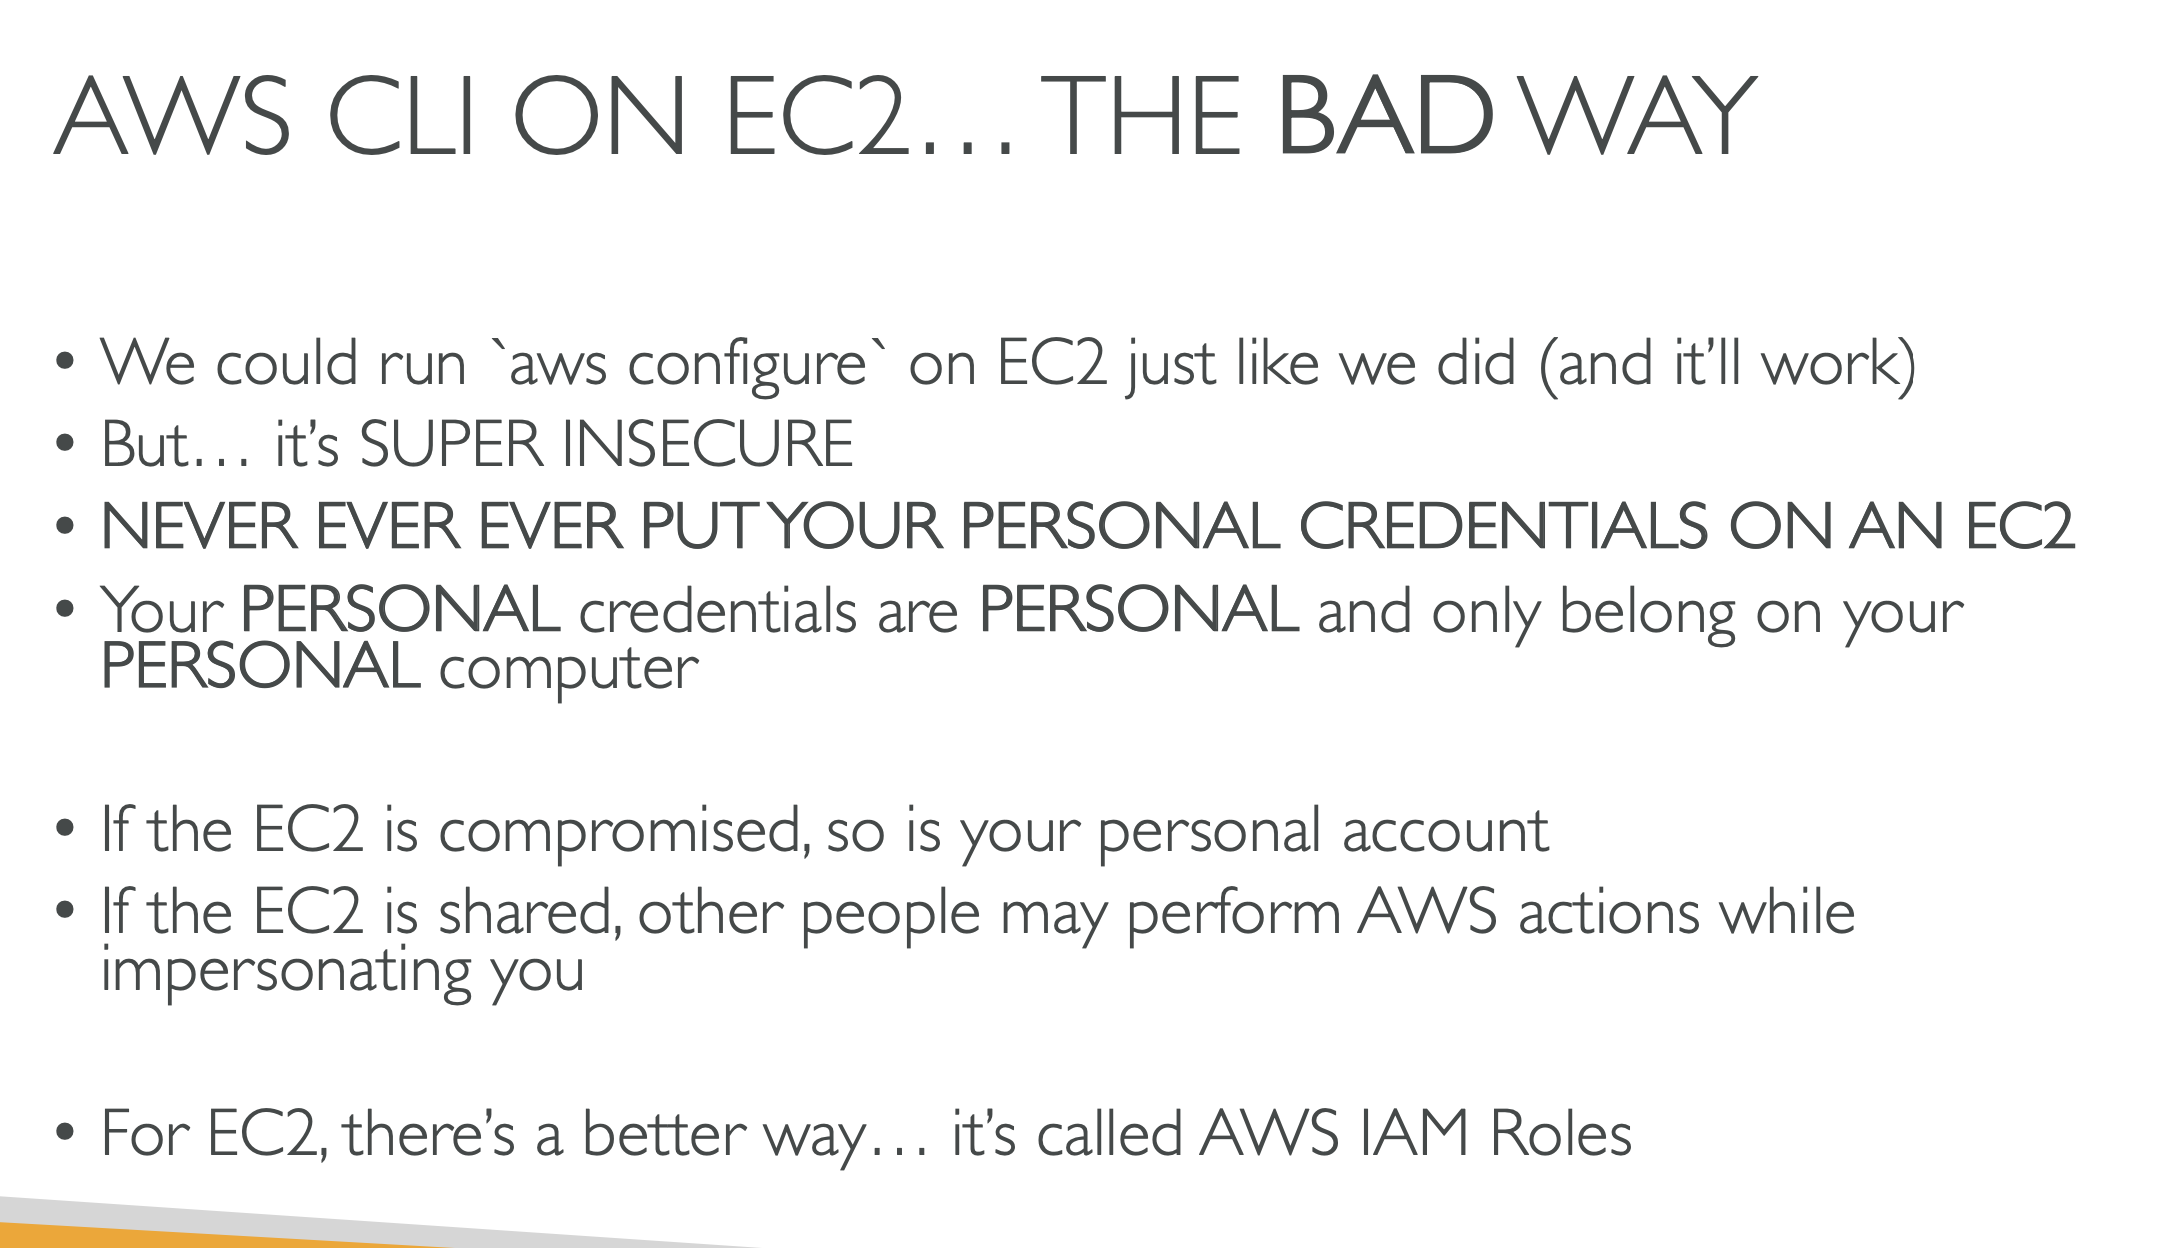 AWS CLI ON EC2… THE BAD WAY
• We could run `aws configure` on EC2 just like we did (and it’ll work)
• But… it’s SUPER INSECURE
• NEVER EVER EVER PUT YOUR PERSONAL CREDENTIALS ON AN EC2
• Your PERSONAL credentials are PERSONAL and only belong on your
PERSONAL computer
• If the EC2 is compromised, so is your personal account
• If the EC2 is shared, other people may perform AWS actions while
impersonating you
• For EC2, there’s a better way… it’s called AWS IAM Roles